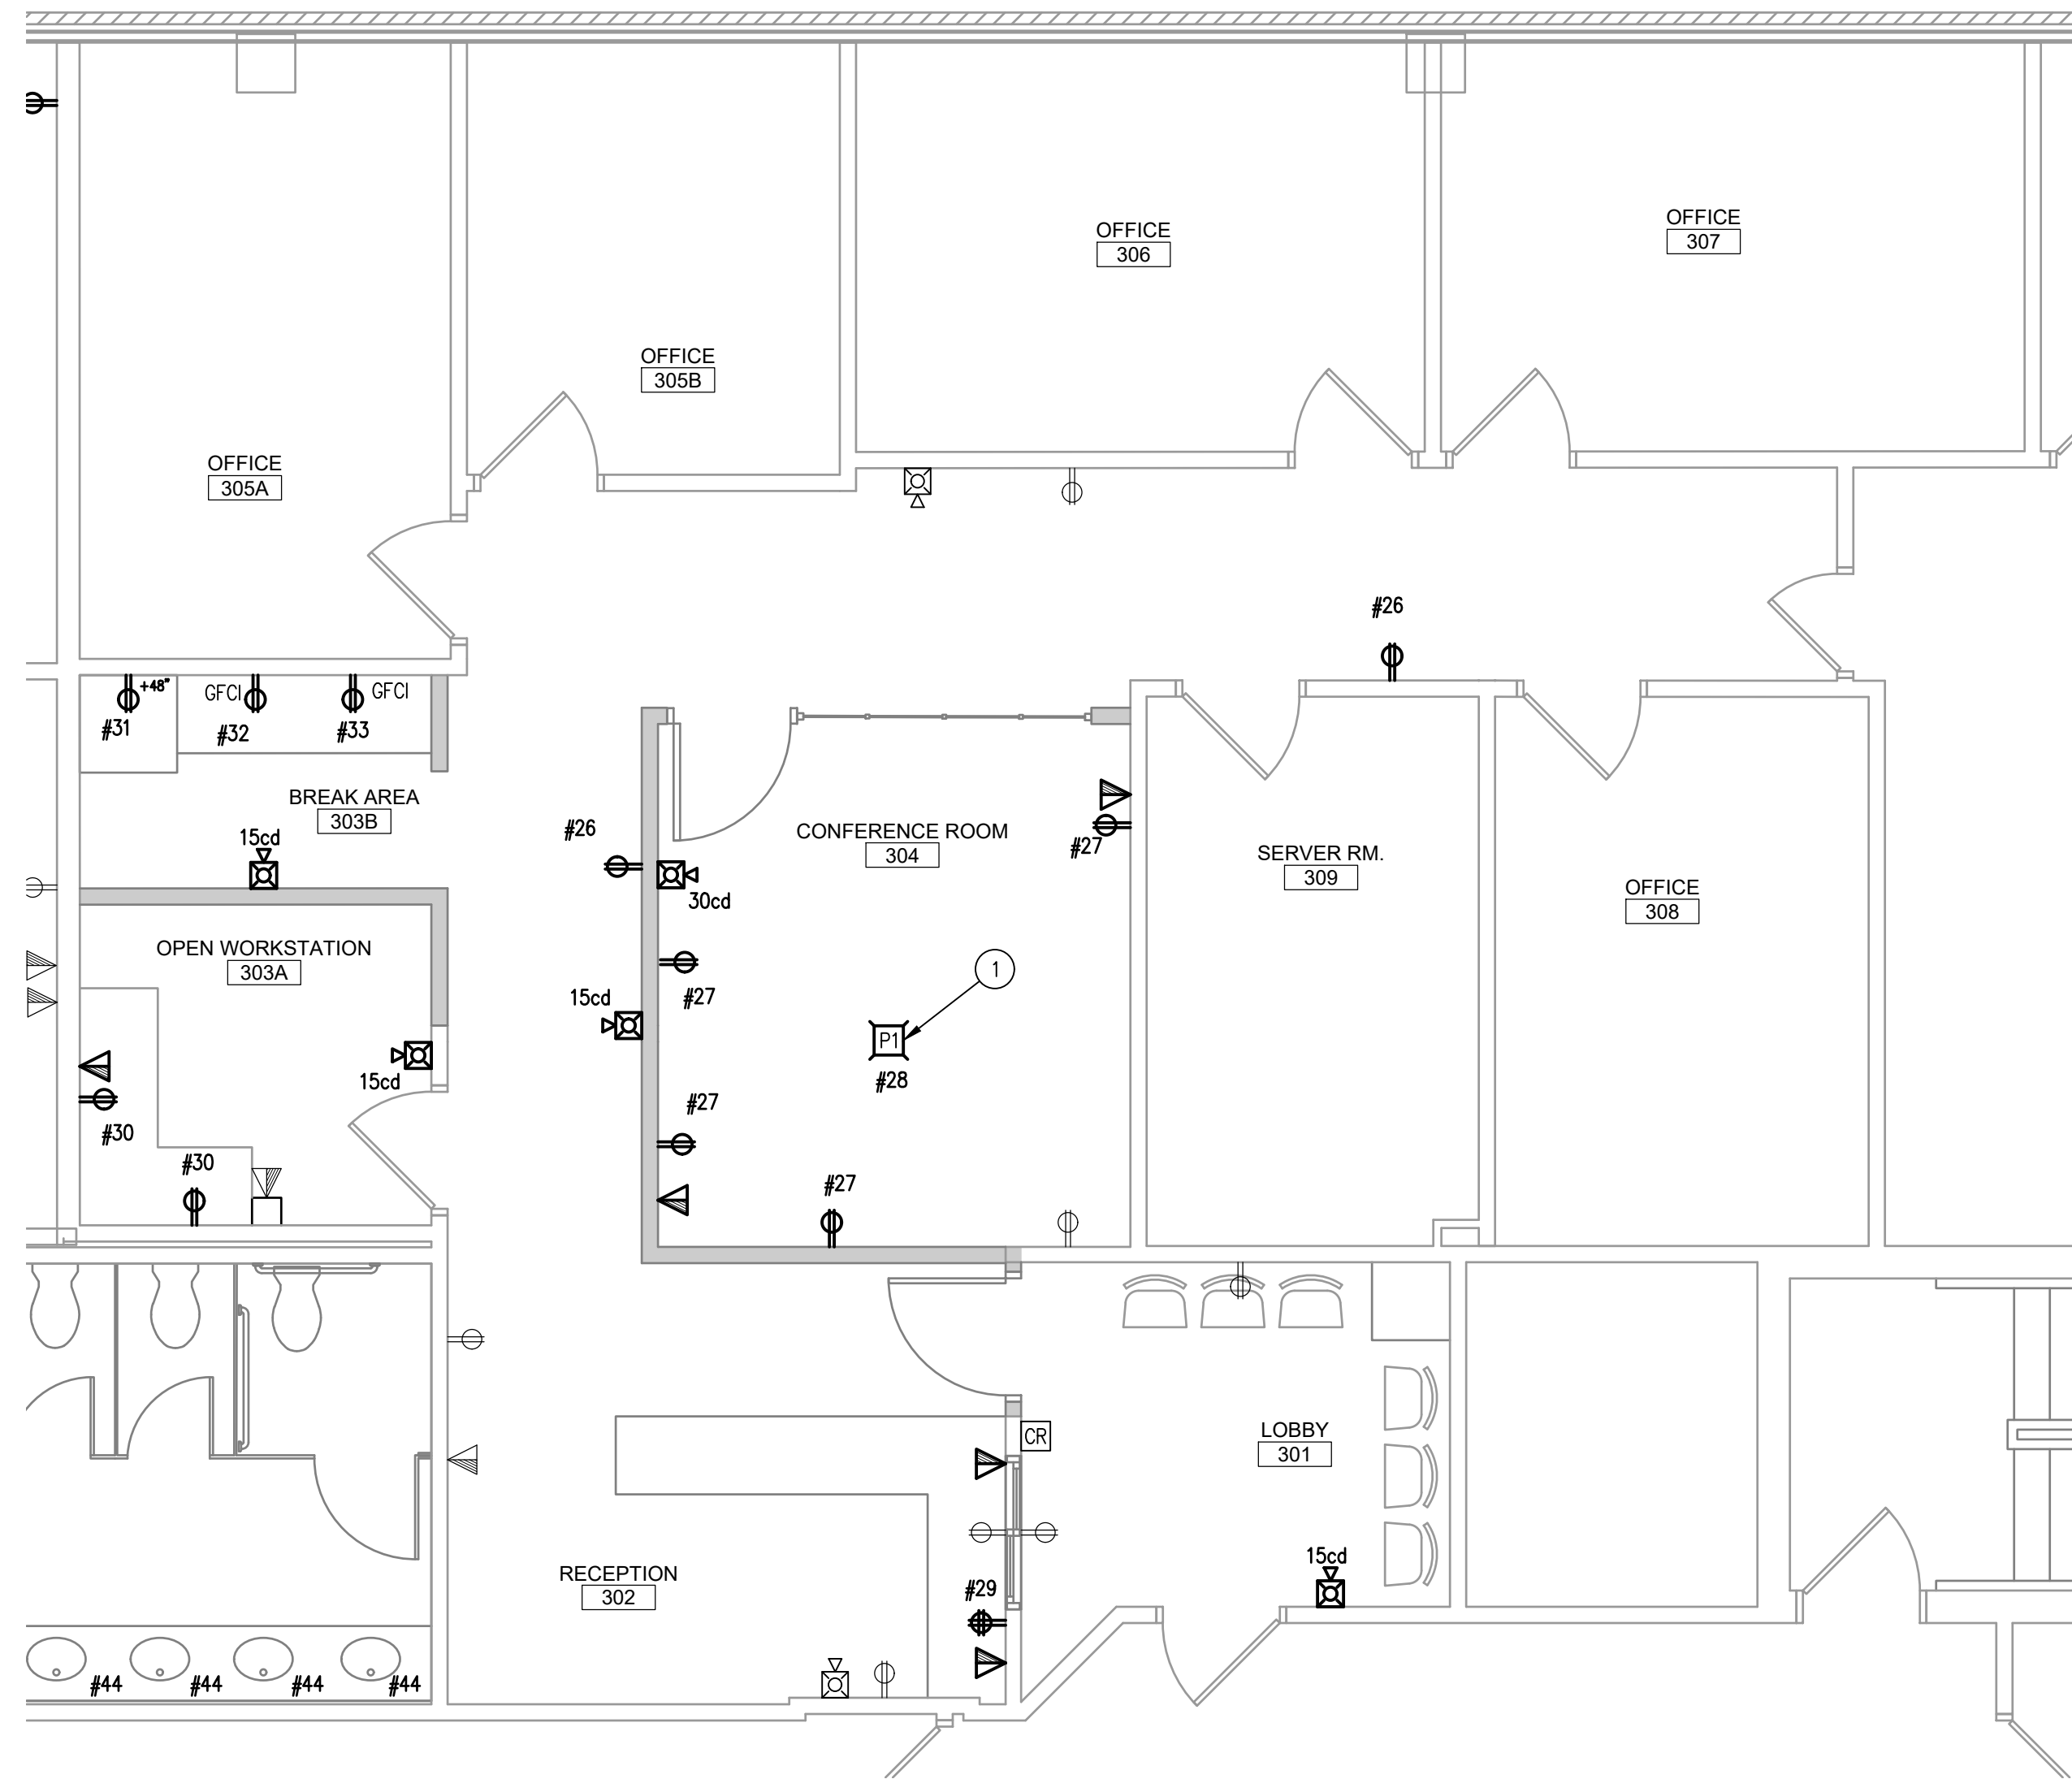 OFFICE
307
OFFICE
306
OFFICE
305B
OFFICE
305A
#26
+48"
GFCI
GFCI
#31
#32
#33
BREAK AREA
303B
15cd
#26
CONFERENCE ROOM
304
#27
SERVER RM.
309
OFFICE
308
30cd
OPEN WORKSTATION
303A
1
15cd
#27
P1
#28
15cd
#27
#30
#30
#27
CR
LOBBY
301
15cd
RECEPTION
302
#29
#44
#44
#44
#44